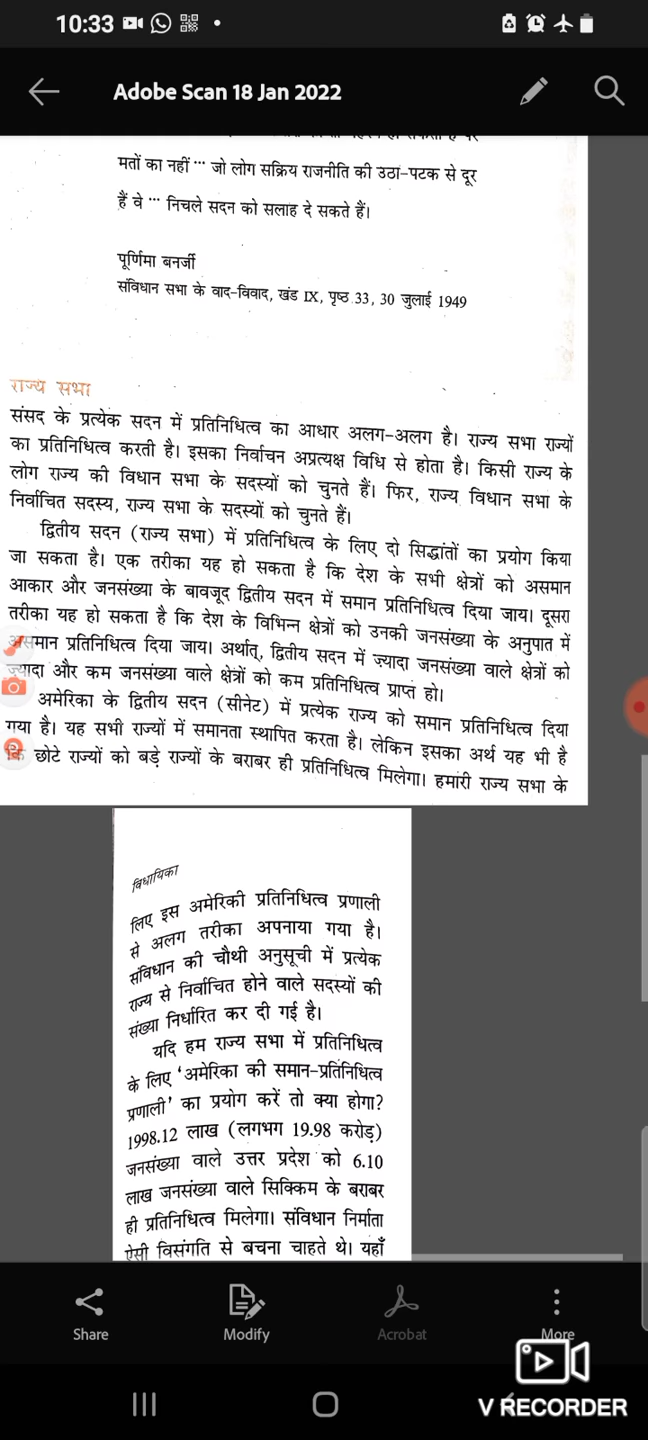 10:33
Adobe Scan 18 Jan 2022
मतों का नहीं ··· जो लोग सक्रिय राजनीति की उठा-पटक से दूर
हैं वे ··· निचले सदन को सलाह दे सकते हैं।
पूर्णिमा बनर्जी
संविधान सभा के वाद-विवाद, खंड IX, पृष्ठ 33, 30 जुलाई 1949
राज्य सभा
संसद के प्रत्येक सदन में प्रतिनिधित्व का आधार अलग-अलग है। राज्य सभा राज्यों
का प्रतिनिधित्व करती है। इसका निर्वाचन अप्रत्यक्ष विधि से होता है। किसी राज्य के
लोग राज्य की विधान सभा के सदस्यों को चुनते हैं। फिर, राज्य विधान सभा के
निर्वाचित सदस्य, राज्य सभा के सदस्यों को चुनते हैं।
द्वितीय सदन (राज्य सभा) में प्रतिनिधित्व के लिए दो सिद्धांतों का प्रयोग किया
जा सकता है। एक तरीका यह हो सकता है कि देश के सभी क्षेत्रों को असमान
आकार और जनसंख्या के बावजूद द्वितीय सदन में समान प्रतिनिधित्व दिया जाय। दूसरा
तरीका यह हो सकता है कि देश के विभिन्न क्षेत्रों को उनकी जनसंख्या के अनुपात में
असमान प्रतिनिधित्व दिया जाय। अर्थात्, द्वितीय सदन में ज़्यादा जनसंख्या वाले क्षेत्रों को
ज़्यादा और कम जनसंख्या वाले क्षेत्रों को कम प्रतिनिधित्व प्राप्त हो।
अमेरिका के द्वितीय सदन (सीनेट) में प्रत्येक राज्य को समान प्रतिनिधित्व दिया
गया है। यह सभी राज्यों में समानता स्थापित करता है। लेकिन इसका अर्थ यह भी है
कि छोटे राज्यों को बड़े राज्यों के बराबर ही प्रतिनिधित्व मिलेगा। हमारी राज्य सभा के
विधायिका
लिए इस अमेरिकी प्रतिनिधित्व प्रणाली
से अलग तरीका अपनाया गया है।
संविधान की चौथी अनुसूची में प्रत्येक
राज्य से निर्वाचित होने वाले सदस्यों की
संख्या निर्धारित कर दी गई है।
यदि हम राज्य सभा में प्रतिनिधित्व
के लिए ‘अमेरिका की समान-प्रतिनिधित्व
प्रणाली’ का प्रयोग करें तो क्या होगा?
1998.12 लाख (लगभग 19.98 करोड़)
जनसंख्या वाले उत्तर प्रदेश को 6.10
लाख जनसंख्या वाले सिक्किम के बराबर
ही प्रतिनिधित्व मिलेगा। संविधान निर्माता
ऐसी विसंगति से बचना चाहते थे। यहाँ
Share
Modify
Acrobat
More
V RECORDER